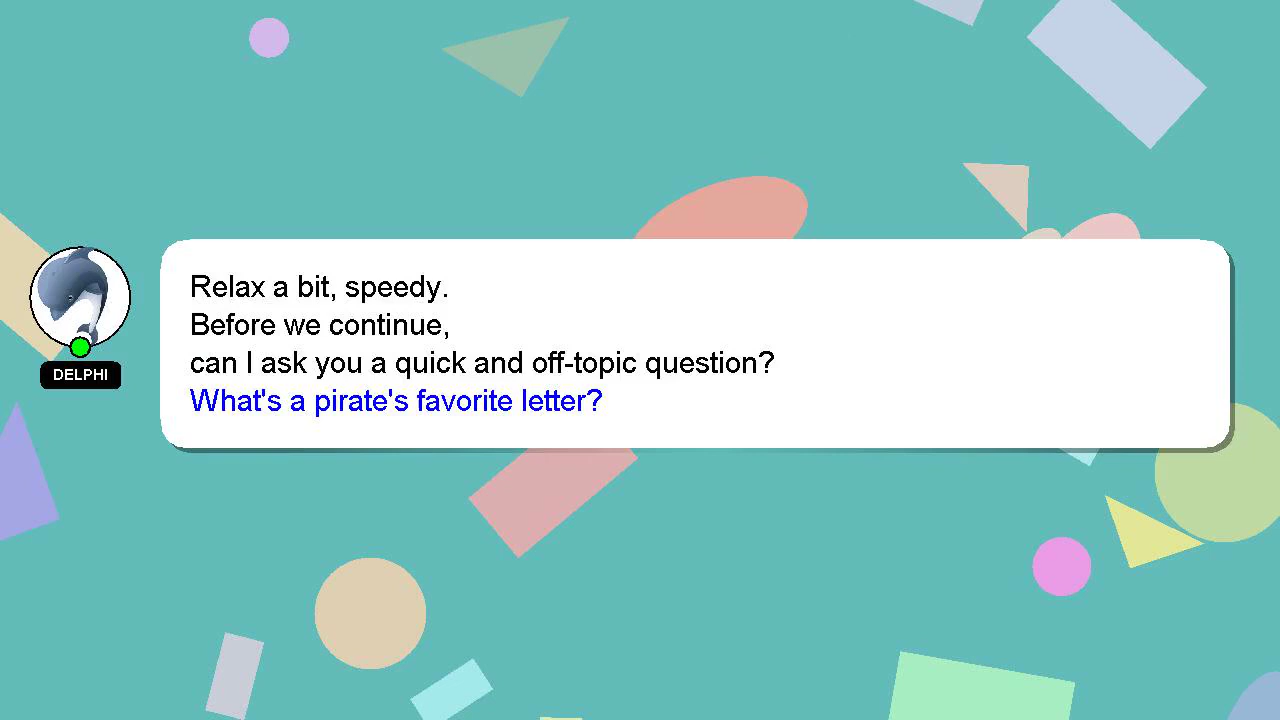 Relax a bit, speedy.
Before we continue,
can I ask you a quick and off-topic question?
What's a pirate's favorite letter?
DELPHI